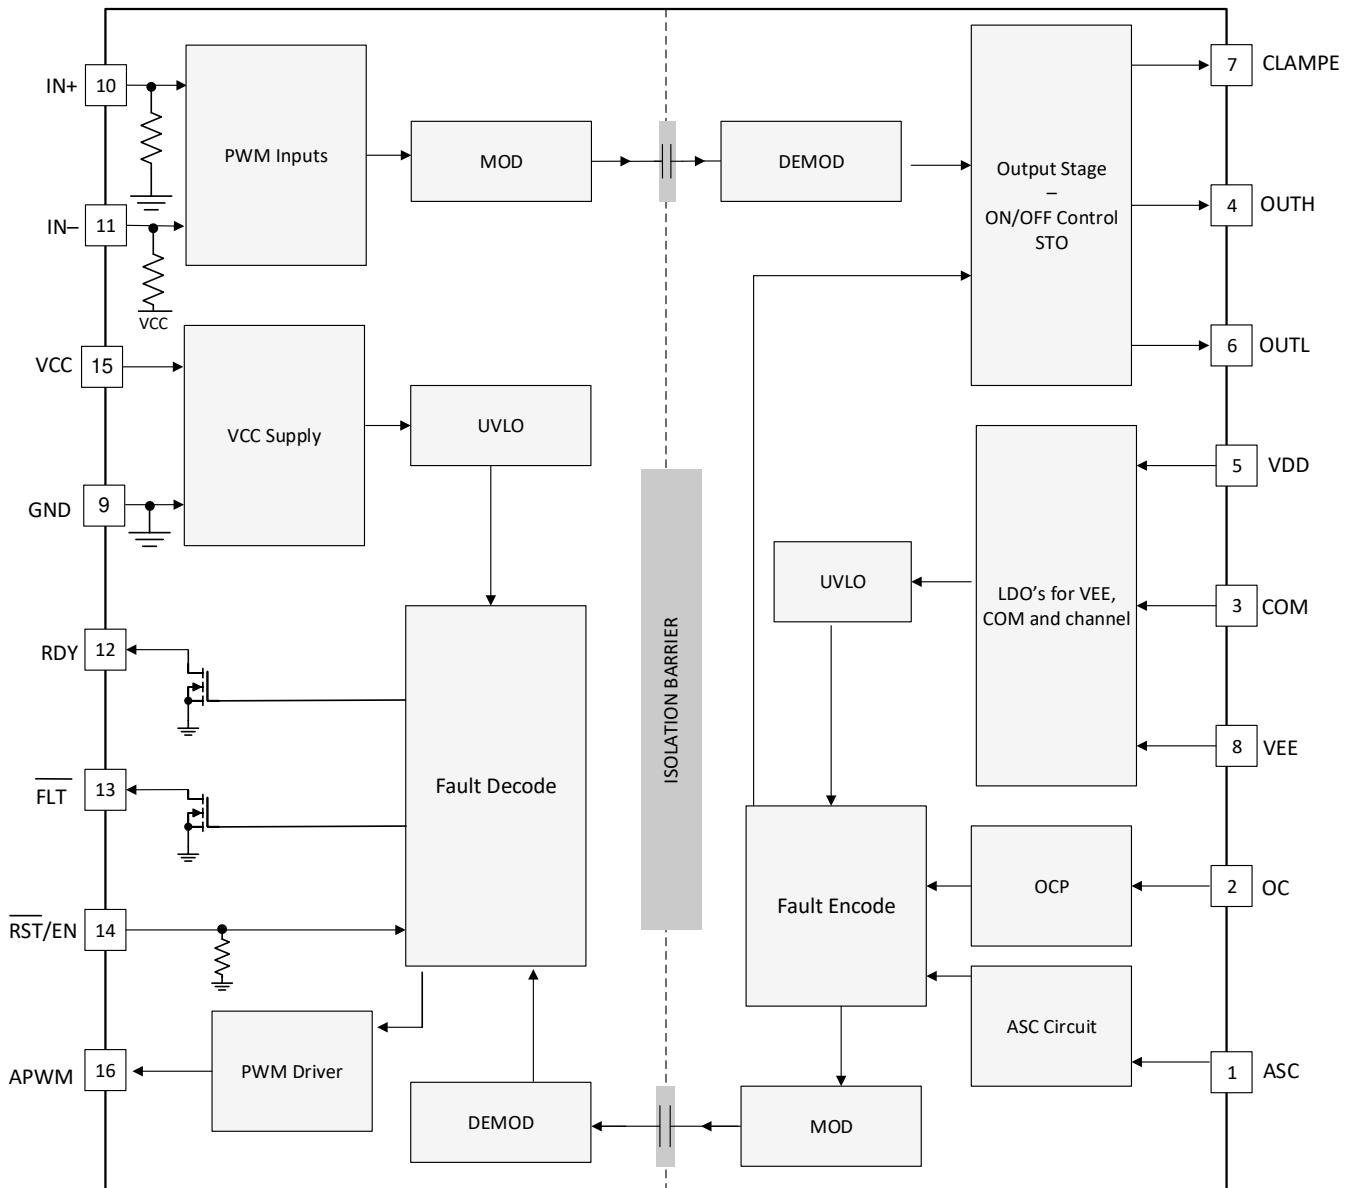 IN+
10
PWM Inputs
MOD
DEMOD
Output Stage
–
ON/OFF Control
STO
7
CLAMPE
IN–
11
VCC
4
OUTH
6
OUTL
VCC
15
VCC Supply
UVLO
GND
9
5
VDD
LDO's for VEE,
COM and channel
3
COM
8
VEE
UVLO
ISOLATION BARRIER
RDY
12
Fault Decode
FLT
13
RST/EN
14
Fault Encode
OCP
2
OC
ASC Circuit
1
ASC
APWM
16
PWM Driver
DEMOD
MOD